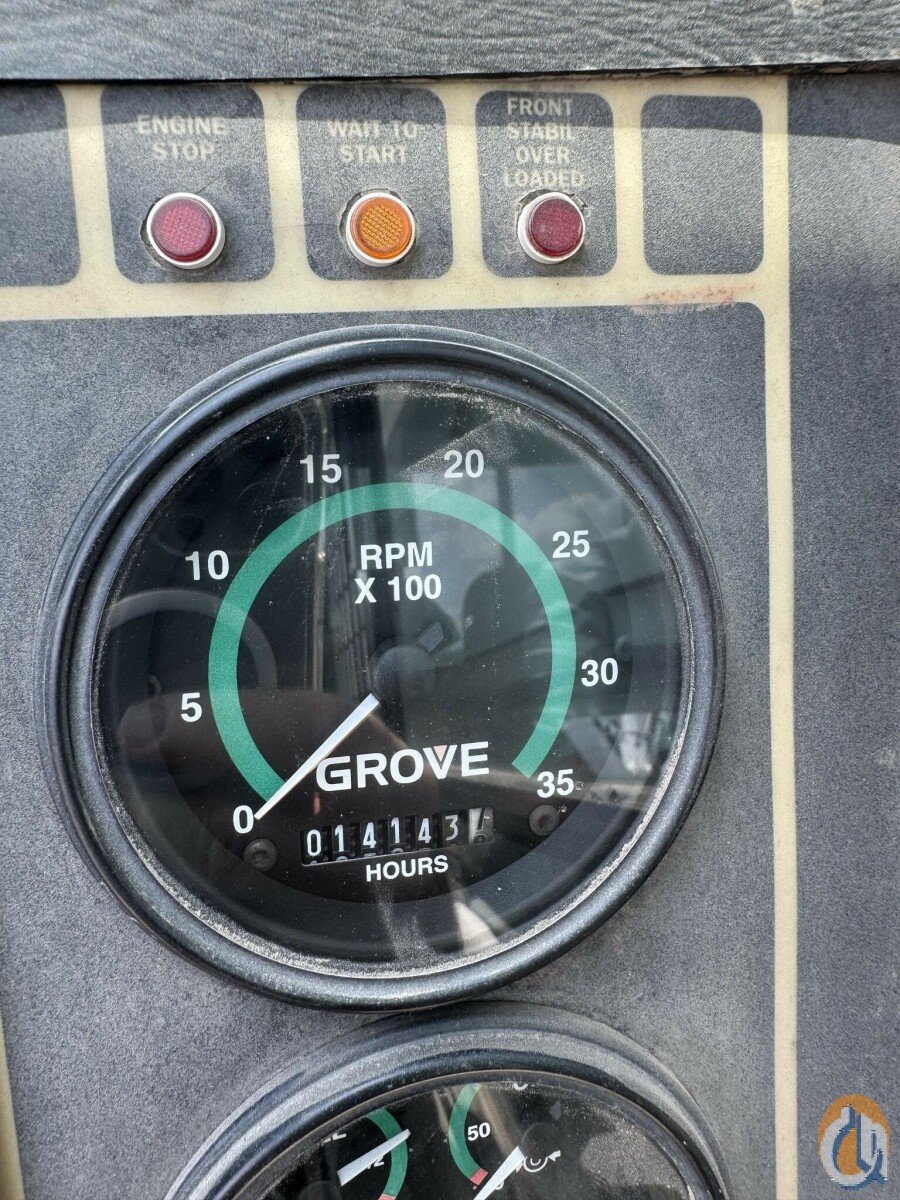 ENGINE
STOP
WAIT TO
START
FRONT
STABIL
OVER
LOADED
15
20
10
25
RPM
X 100
5
30
GROVE
0
35
014143
HOURS
50